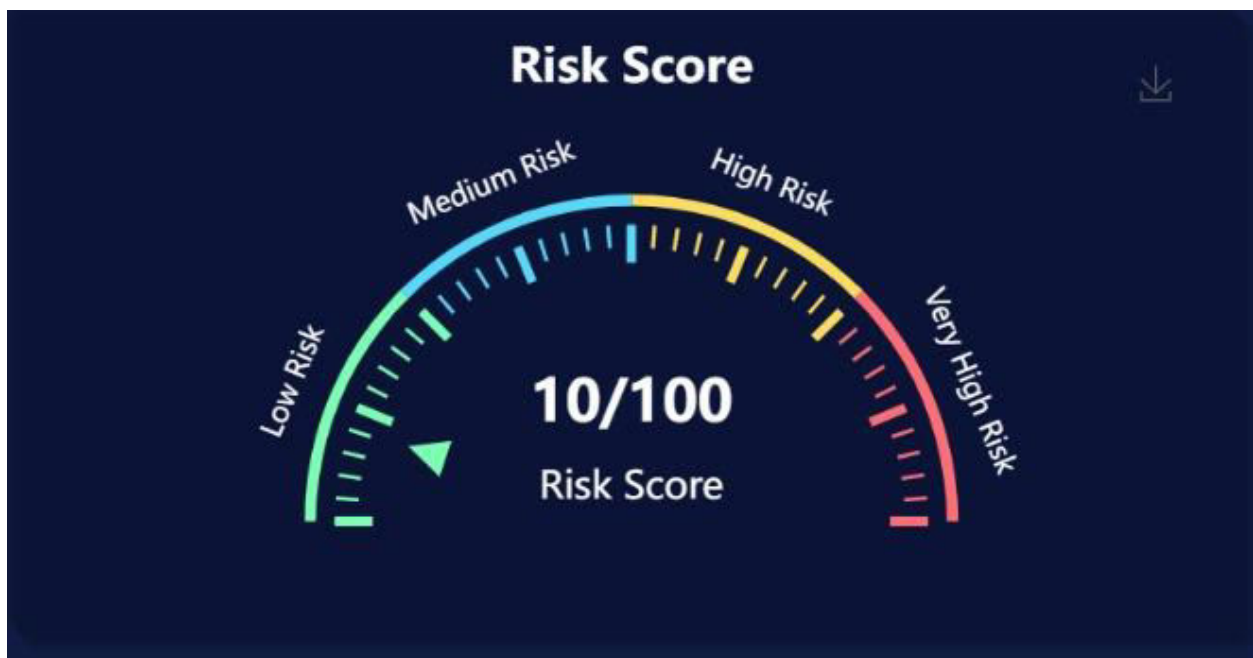 Risk Score
Medium Risk
High Risk
Low Risk
Very High Risk
10/100
Risk Score